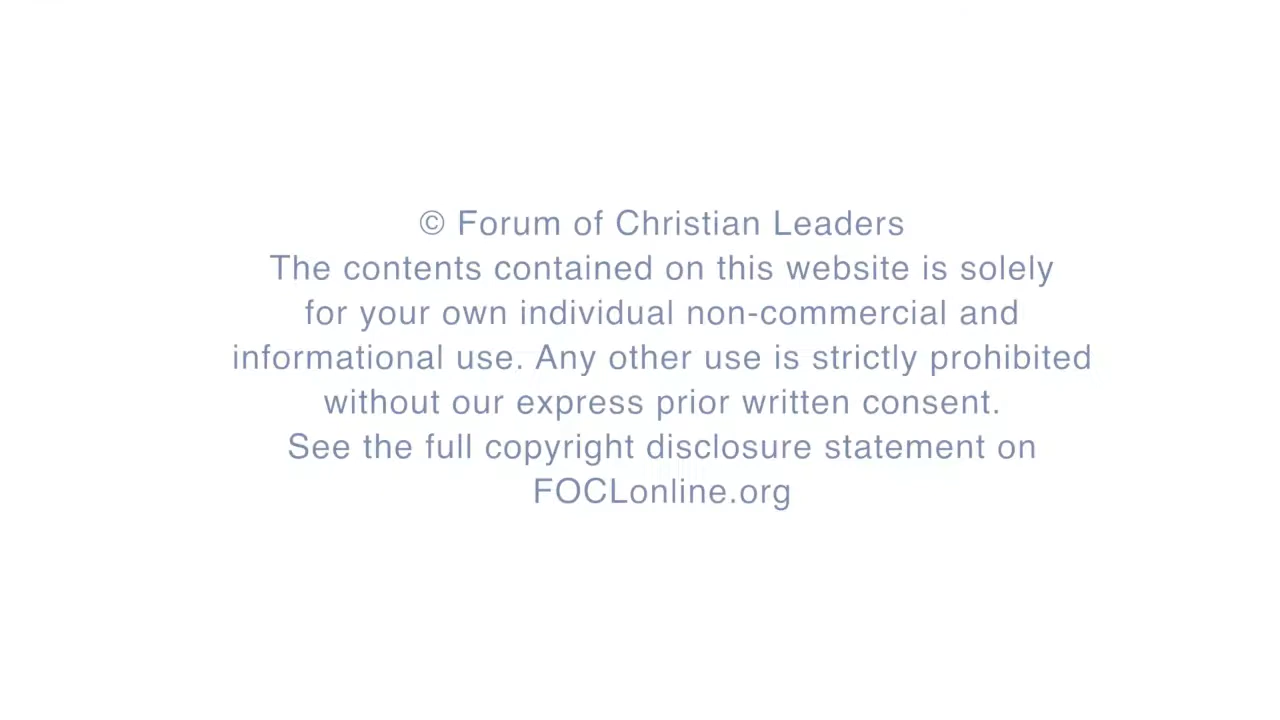 © Forum of Christian Leaders
The contents contained on this website is solely
for your own individual non-commercial and
informational use. Any other use is strictly prohibited
without our express prior written consent.
See the full copyright disclosure statement on
FOCLonline.org